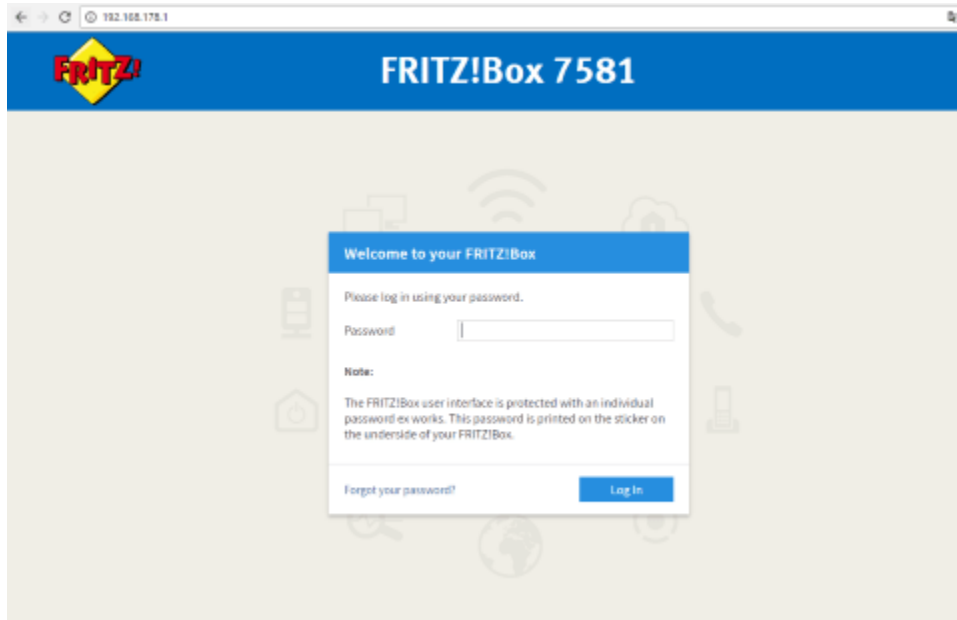 192.168.178.1
FRITZ!
FRITZ!Box 7581
Welcome to your FRITZ!Box
Please log in using your password.
Password
Note:
The FRITZ!Box user interface is protected with an individual
password ex works. This password is printed on the sticker on
the underside of your FRITZ!Box.
Forgot your password?
Log In